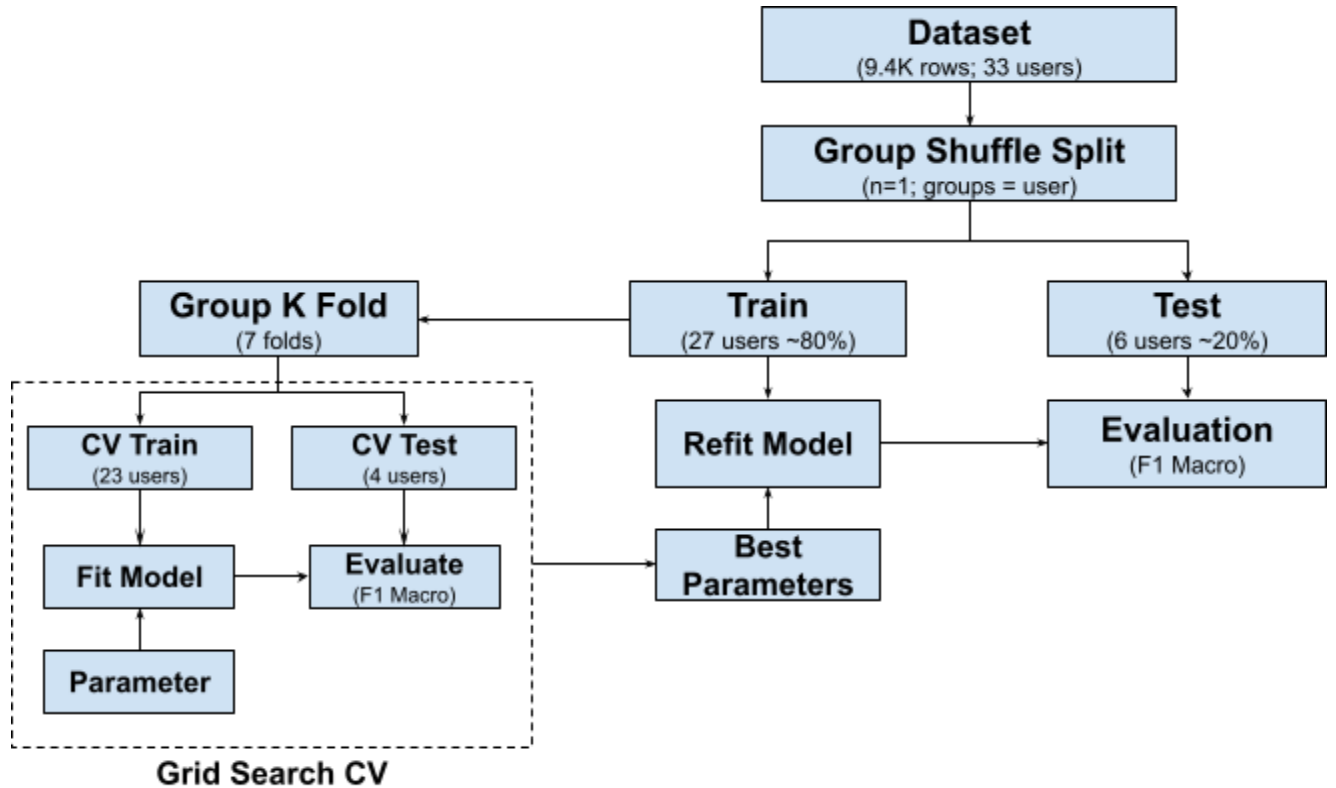 Dataset
(9.4K rows; 33 users)
Group Shuffle Split
(n=1; groups = user)
Group K Fold
(7 folds)
Train
(27 users ~80%)
Test
(6 users ~20%)
CV Train
(23 users)
CV Test
(4 users)
Refit Model
Evaluation
(F1 Macro)
Fit Model
Evaluate
(F1 Macro)
Best
Parameters
Parameter
Grid Search CV